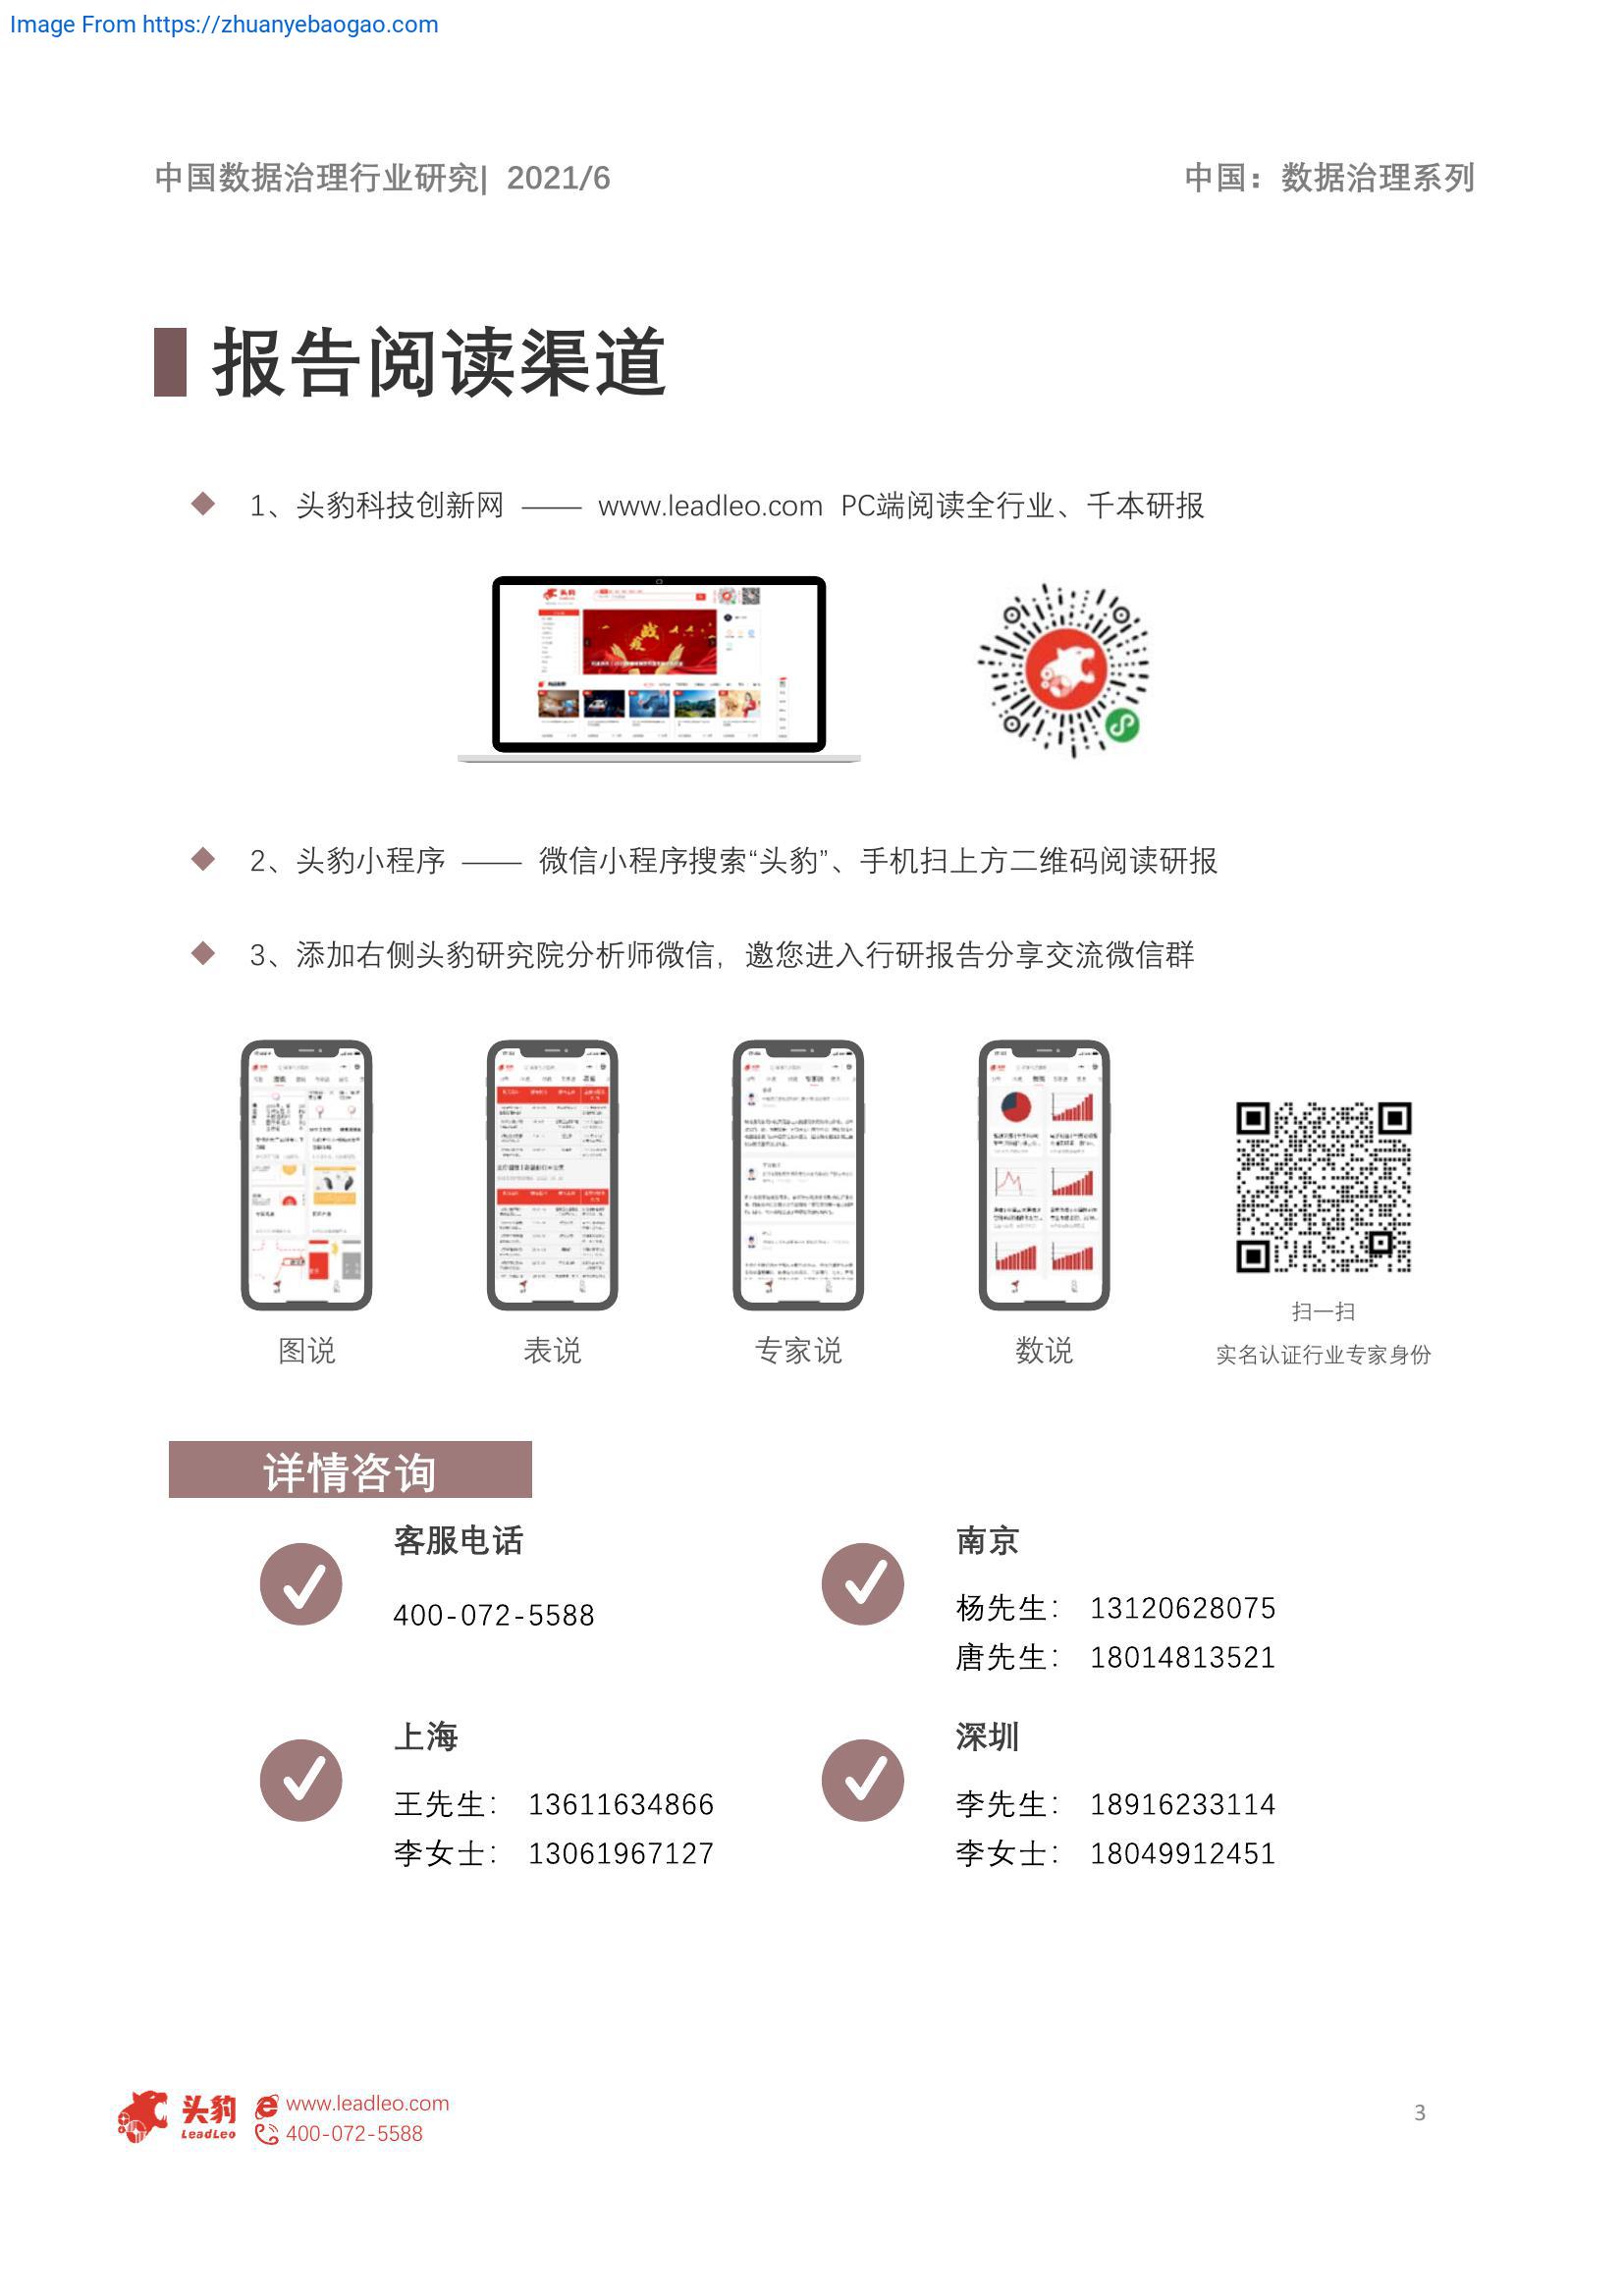 Image From https://zhuanyebaogao.com
中国数据治理行业研究| 2021/6
中国：数据治理系列
报告阅读渠道
1、头豹科技创新网 —— www.leadleo.com PC端阅读全行业、千本研报
2、头豹小程序 —— 微信小程序搜索“头豹”、手机扫上方二维码阅读研报
3、添加右侧头豹研究院分析师微信，邀您进入行研报告分享交流微信群
图说
表说
专家说
数说
扫一扫
实名认证行业专家身份
详情咨询
客服电话
400-072-5588
南京
杨先生： 13120628075
唐先生： 18014813521
上海
王先生： 13611634866
李女士： 13061967127
深圳
李先生： 18916233114
李女士： 18049912451
头豹
LeadLeo
www.leadleo.com
400-072-5588
3